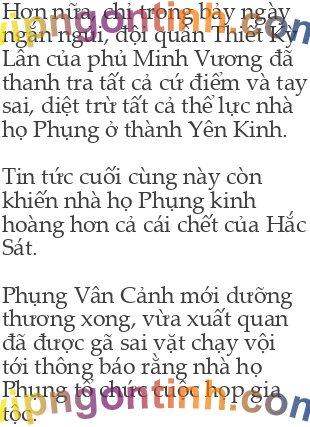 Hơn nữa, chỉ trong bảy ngày
ngắn ngủi, đội quân Thiết Kỳ
Lân của phủ Minh Vương đã
thanh tra tất cả cứ điểm và tay
sai, diệt trừ tất cả thể lực nhà
họ Phụng ở thành Yên Kinh.
Tin tức cuối cùng này còn
khiến nhà họ Phụng kinh
hoàng hơn cả cái chết của Hắc
Sát.
Phụng Vân Cảnh mới dưỡng
thương xong, vừa xuất quan
đã được gã sai vặt chạy vội
tới thông báo rằng nhà họ
Phụng tổ chức cuộc họp gia
tộc.
vipngontinh.com
vipngontinh.com